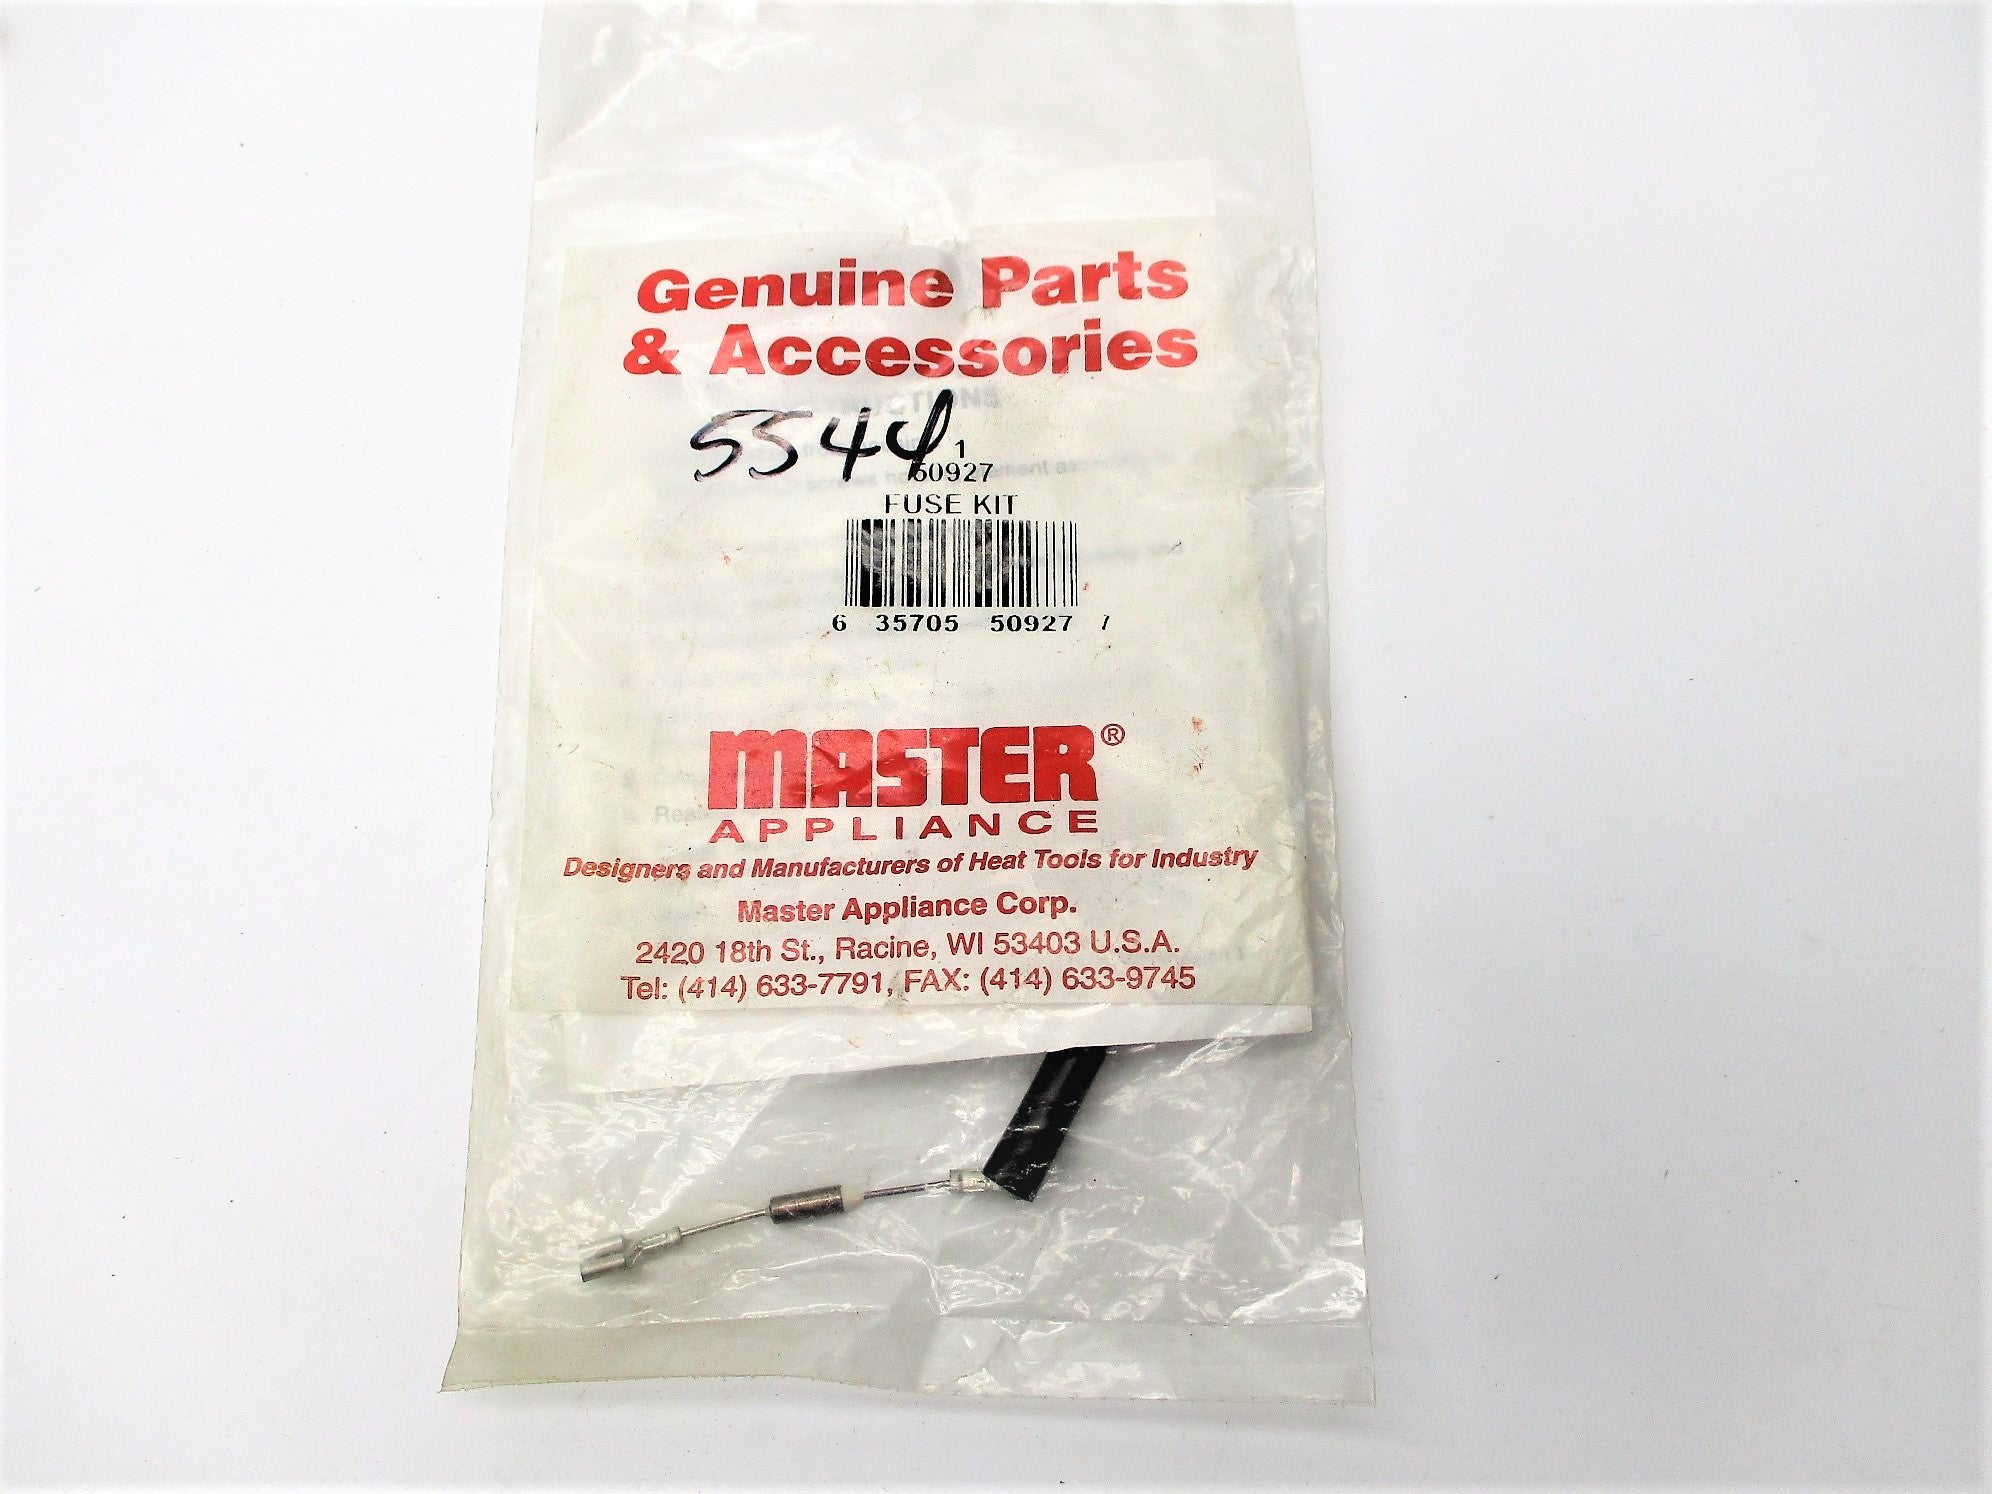 Genuine Parts
& Accessories
5544
1
50927
FUSE KIT
6 35705 50927 7
MASTER®
APPLIANCE
Designers and Manufacturers of Heat Tools for Industry
Master Appliance Corp.
2420 18th St., Racine, WI 53403 U.S.A.
Tel: (414) 633-7791, FAX: (414) 633-9745